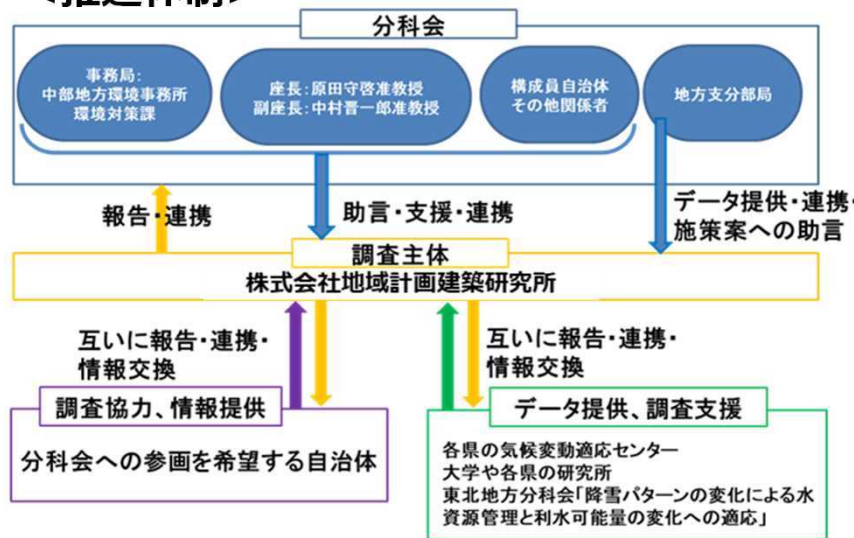 <推進体制>
分科会
事務局:
中部地方環境事務所
環境対策課
座長:原田守啓准教授
副座長:中村晋一郎准教授
構成員自治体
その他関係者
地方支分部局
報告・連携
助言・支援・連携
データ提供・連携・
施策案への助言
調査主体
株式会社地域計画建築研究所
互いに報告・連携・
情報交換
互いに報告・連携・
情報交換
調査協力、情報提供
分科会への参画を希望する自治体
データ提供、調査支援
各県の気候変動適応センター
大学や各県の研究所
東北地方分科会「降雪パターンの変化による水
資源管理と利水可能量の変化への適応」